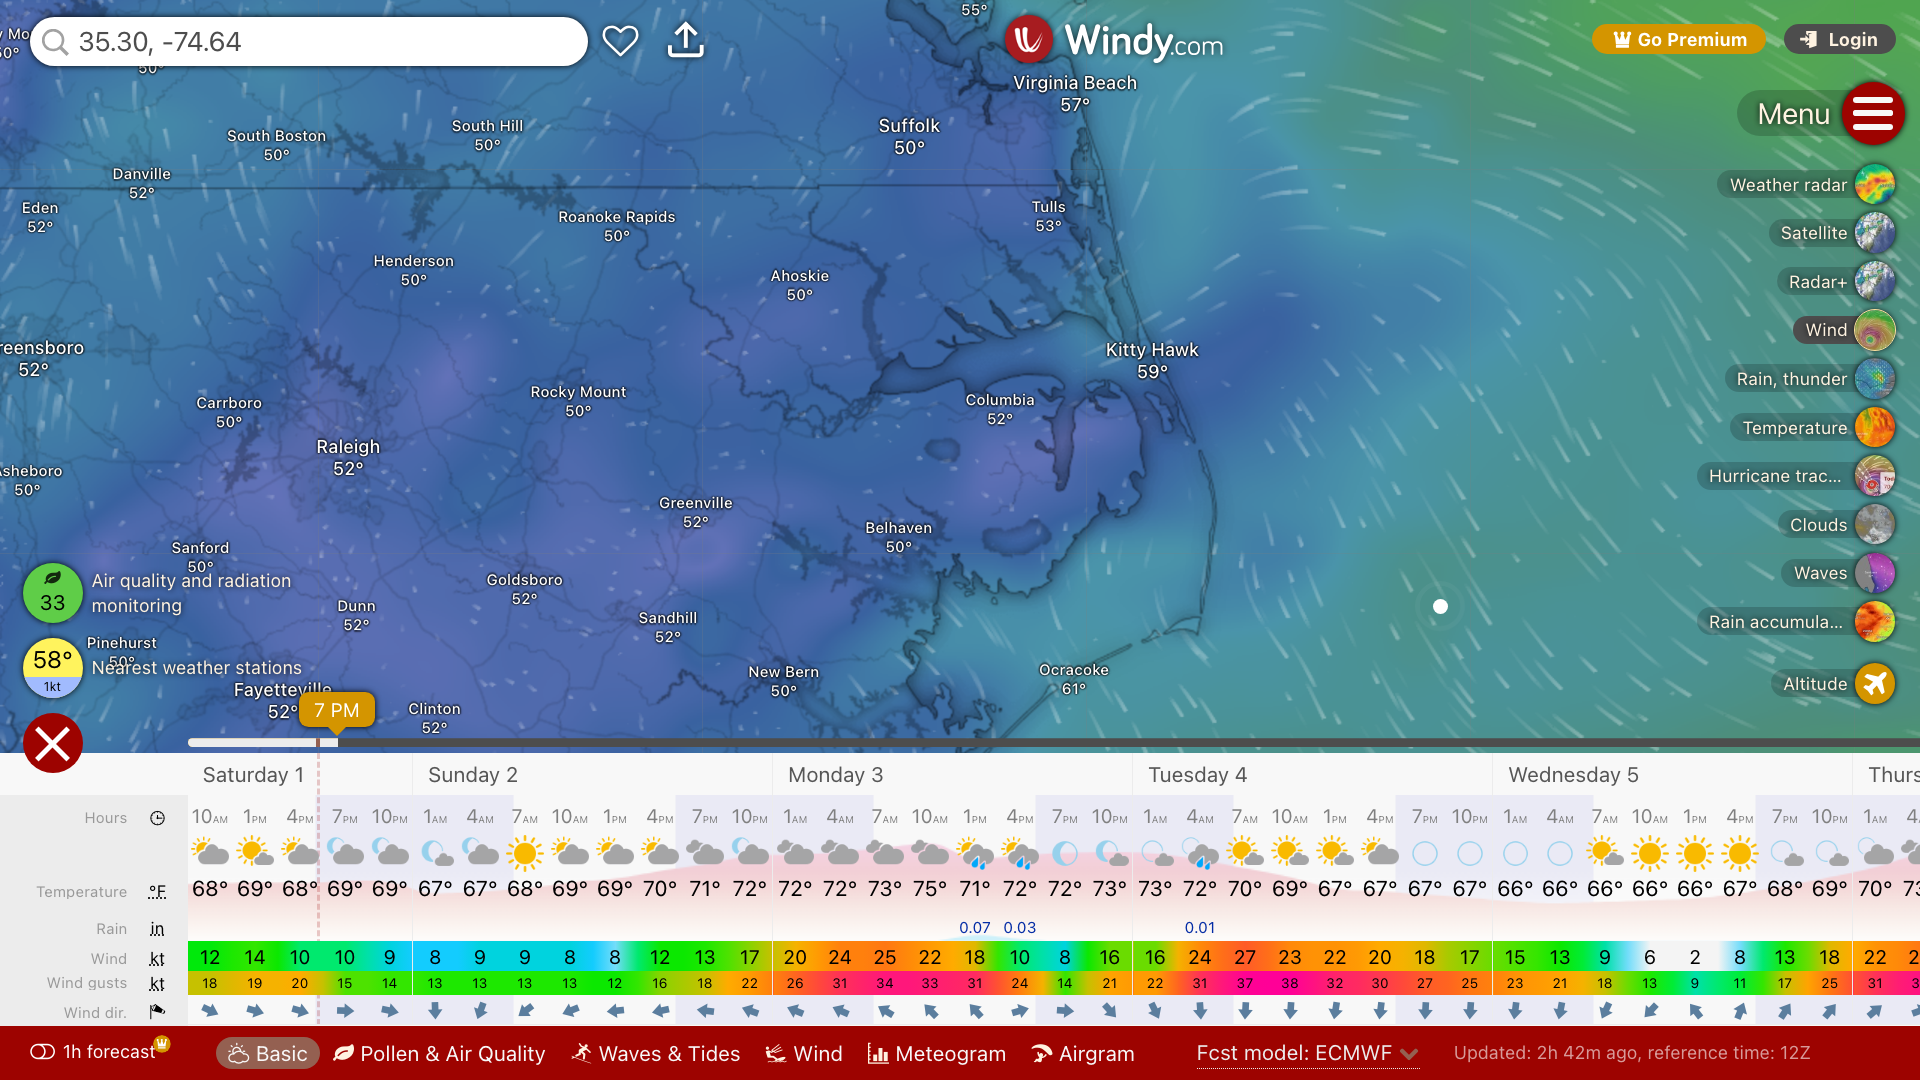 35.30, -74.64
55°
Windy.com
Go Premium
Login
50°
50°
Virginia Beach
57°
Menu
South Boston
50°
South Hill
50°
Suffolk
50°
Danville
52°
Weather radar
Eden
52°
Roanoke Rapids
50°
Tulls
53°
Satellite
Henderson
50°
Ahoskie
50°
Radar+
Wind
reensboro
52°
Kitty Hawk
59°
Rain, thunder
Carrboro
50°
Rocky Mount
50°
Columbia
52°
Temperature
Raleigh
52°
sheboro
50°
Hurricane trac...
Greenville
52°
Belhaven
50°
Clouds
Sanford
50°
33
Air quality and radiation
monitoring
Goldsboro
52°
Waves
Dunn
52°
Sandhill
52°
Rain accumula...
Pinehurst
50°
58°
1kt
Nearest weather stations
New Bern
50°
Ocracoke
61°
Altitude
Fayetteville
52°
7 PM
Clinton
52°
Saturday 1 Sunday 2 Monday 3 Tuesday 4 Wednesday 5 Thurs
Hours 10AM 1PM 4PM 7PM 10PM 1AM 4AM 7AM 10AM 1PM 4PM 7PM 10PM 1AM 4AM 7AM 10AM 1PM 4PM 7PM 10PM 1AM 4AM 7AM 10AM 1PM 4PM 7PM 10PM 1AM 4AM 7AM 10AM 1PM 4PM 7PM 10PM 1AM 4
Temperature °F 68° 69° 68° 69° 69° 67° 67° 68° 69° 69° 70° 71° 72° 72° 72° 73° 75° 71° 72° 72° 73° 73° 72° 70° 69° 67° 67° 67° 67° 66° 66° 66° 66° 66° 67° 68° 69° 70° 73
Rain in 0.07 0.03 0.01
Wind kt 12 14 10 10 9 8 9 9 8 8 12 13 17 20 24 25 22 18 10 8 16 16 24 27 23 22 20 18 17 15 13 9 6 2 8 13 18 22 2
Wind gusts kt 18 19 20 15 14 13 13 13 13 12 16 18 22 26 31 34 33 31 24 14 21 22 31 37 38 32 30 27 25 23 21 18 13 9 11 17 25 31 3
Wind dir.
1h forecast Basic Pollen & Air Quality Waves & Tides Wind Meteogram Airgram Fcst model: ECMWF Updated: 2h 42m ago, reference time: 12Z